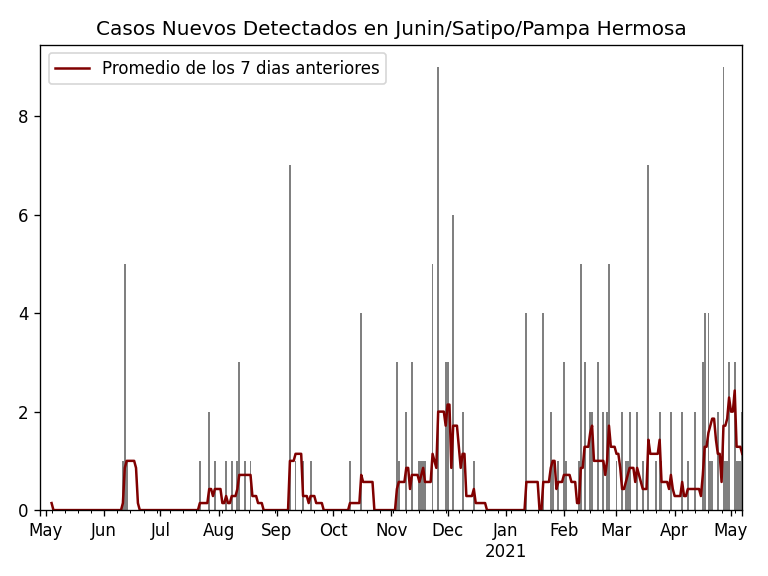 Casos Nuevos Detectados en Junin/Satipo/Pampa Hermosa
Promedio de los 7 dias anteriores
8
6
4
2
0
May Jun Jul Aug Sep Oct Nov Dec Jan Feb Mar Apr May
2021